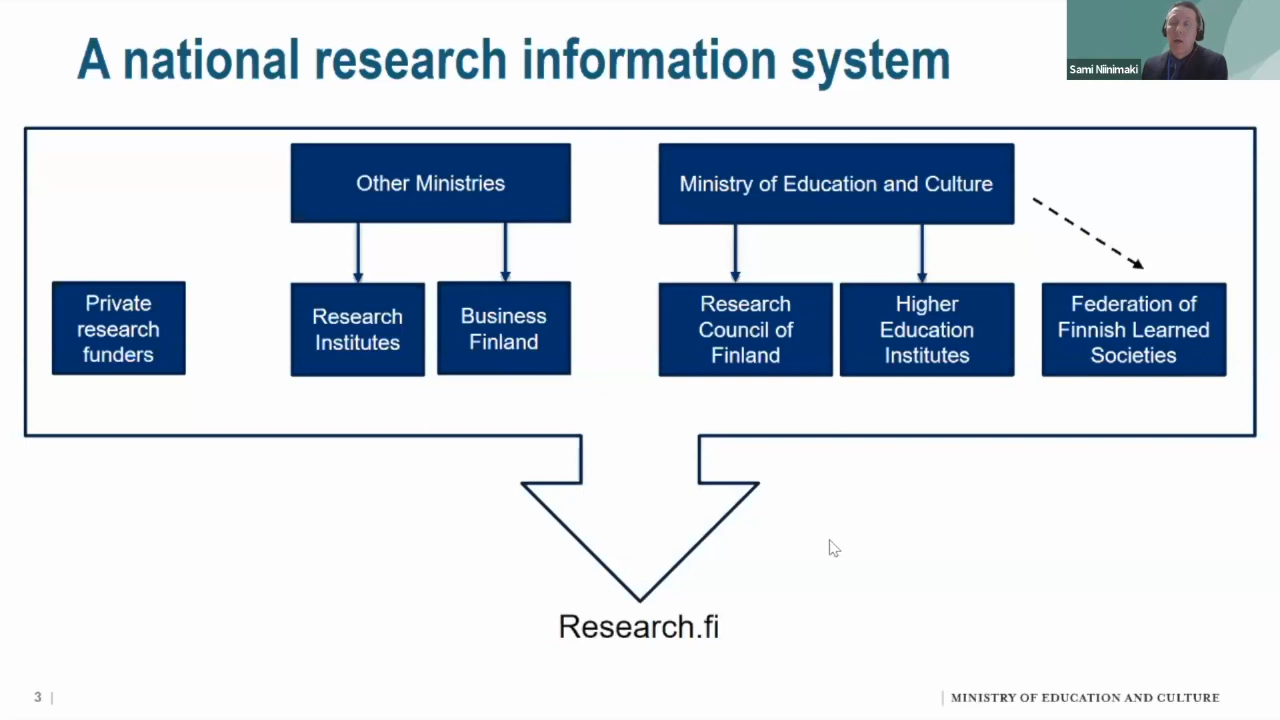 A national research information system
Sami Niinimaki
Other Ministries
Ministry of Education and Culture
Private
research
funders
Research
Institutes
Business
Finland
Research
Council of
Finland
Higher
Education
Institutes
Federation of
Finnish Learned
Societies
Research.fi
3 |
| MINISTRY OF EDUCATION AND CULTURE